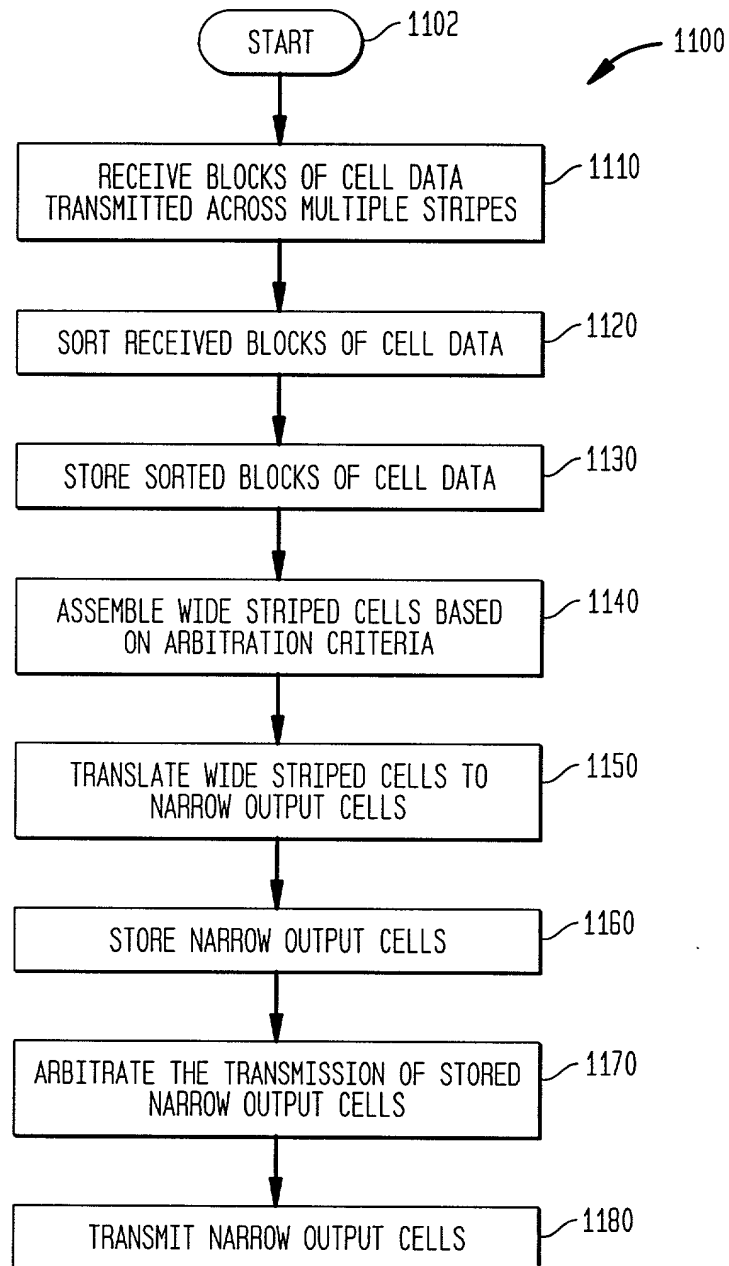 START
1102
1100
RECEIVE BLOCKS OF CELL DATA
TRANSMITTED ACROSS MULTIPLE STRIPES
1110
SORT RECEIVED BLOCKS OF CELL DATA
1120
STORE SORTED BLOCKS OF CELL DATA
1130
ASSEMBLE WIDE STRIPED CELLS BASED
ON ARBITRATION CRITERIA
1140
TRANSLATE WIDE STRIPED CELLS TO
NARROW OUTPUT CELLS
1150
STORE NARROW OUTPUT CELLS
1160
ARBITRATE THE TRANSMISSION OF STORED
NARROW OUTPUT CELLS
1170
TRANSMIT NARROW OUTPUT CELLS
1180